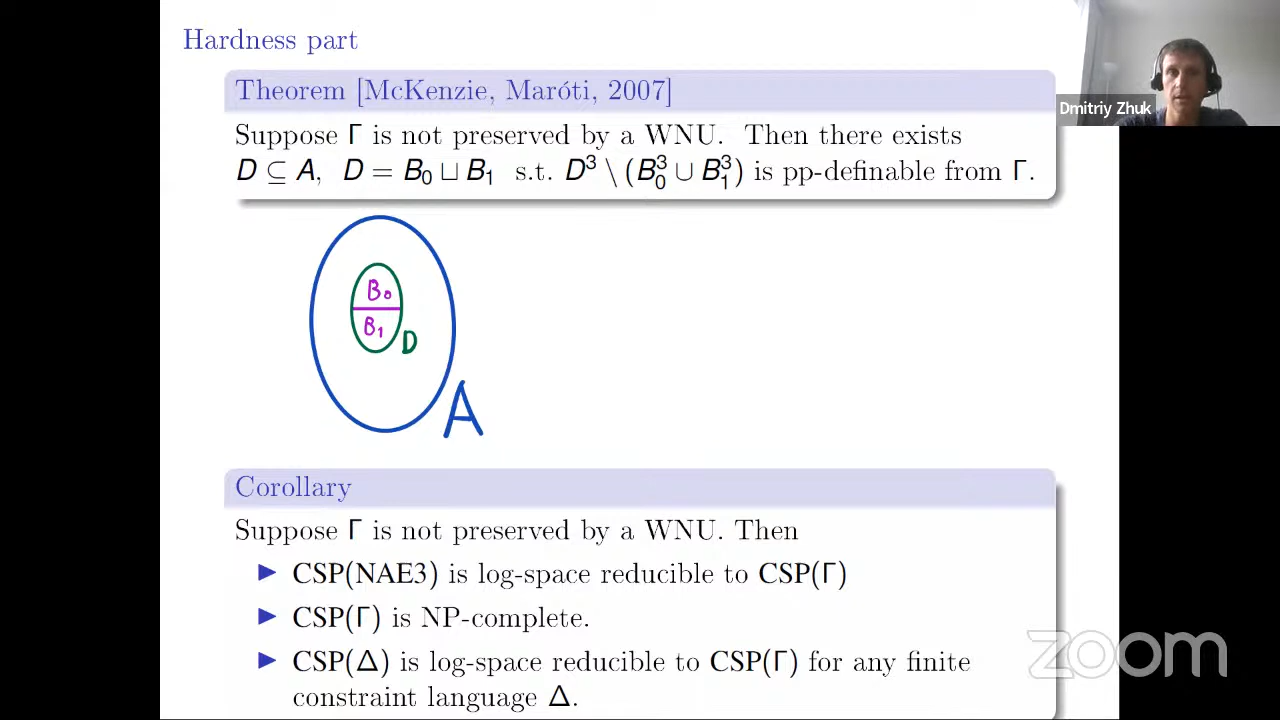 Hardness part
Theorem [McKenzie, Maróti, 2007]
Suppose Γ is not preserved by a WNU. Then there exists
D ⊆ A, D = B₀ ⊔ B₁ s.t. D³ \ (B₀³ ∪ B₁³) is pp-definable from Γ.
Dmitriy Zhuk
B₀
B₁
D
A
Corollary
Suppose Γ is not preserved by a WNU. Then
▶ CSP(NAE3) is log-space reducible to CSP(Γ)
▶ CSP(Γ) is NP-complete.
▶ CSP(Δ) is log-space reducible to CSP(Γ) for any finite
constraint language Δ.
zoom